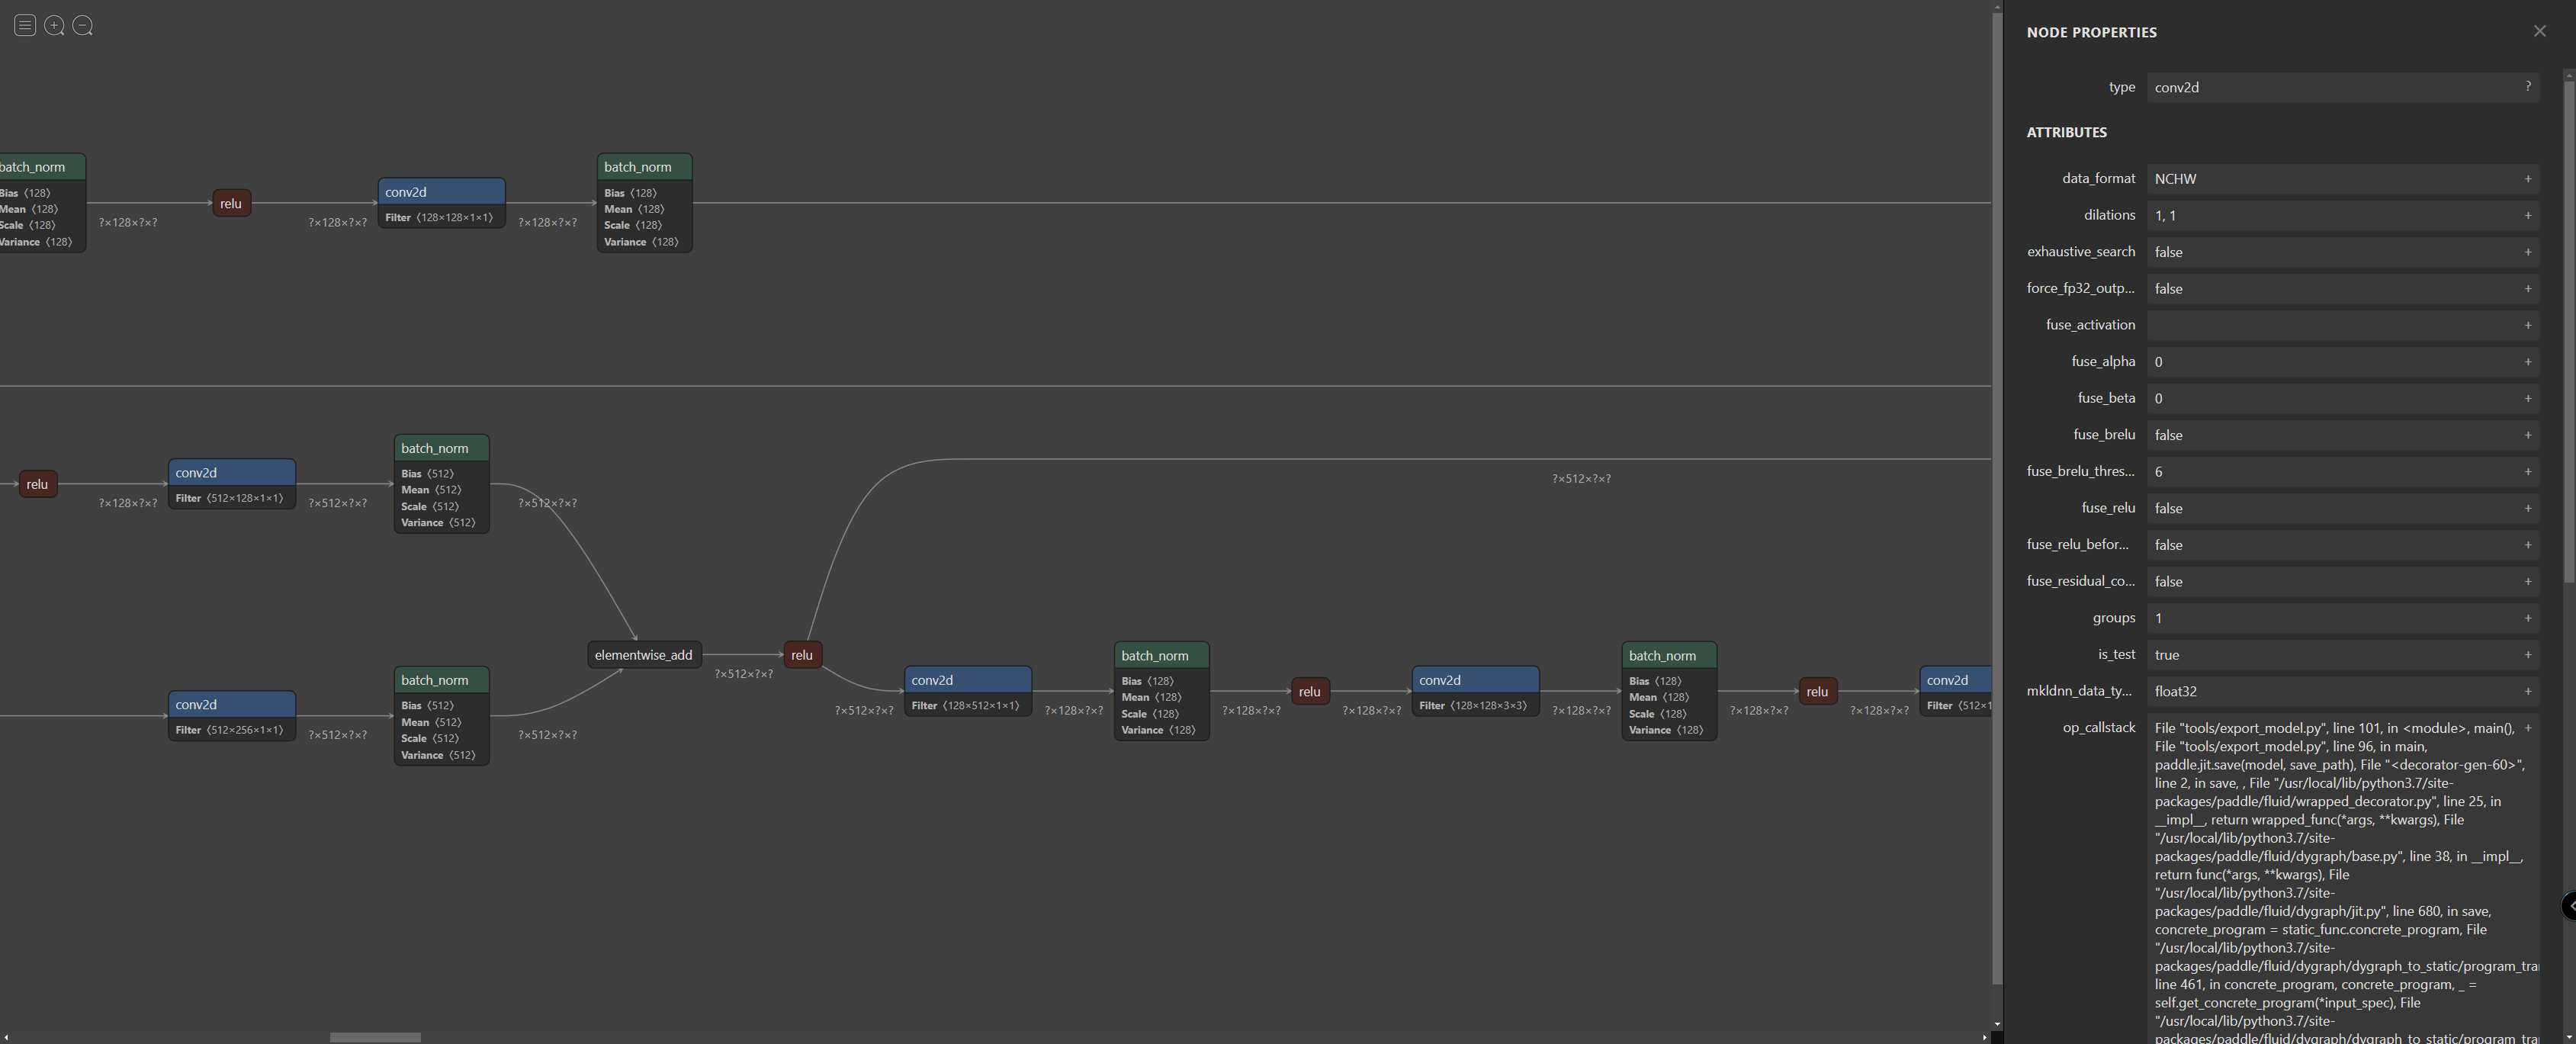 batch_norm
Bias ⟨128⟩
Mean ⟨128⟩
Scale ⟨128⟩
Variance ⟨128⟩
?×128×?×?
relu
?×128×?×?
conv2d
Filter ⟨128×128×1×1⟩
?×128×?×?
batch_norm
Bias ⟨128⟩
Mean ⟨128⟩
Scale ⟨128⟩
Variance ⟨128⟩
relu
?×128×?×?
conv2d
Filter ⟨512×128×1×1⟩
?×512×?×?
batch_norm
Bias ⟨512⟩
Mean ⟨512⟩
Scale ⟨512⟩
Variance ⟨512⟩
?×512×?×?
?×512×?×?
conv2d
Filter ⟨512×256×1×1⟩
?×512×?×?
batch_norm
Bias ⟨512⟩
Mean ⟨512⟩
Scale ⟨512⟩
Variance ⟨512⟩
?×512×?×?
elementwise_add
?×512×?×?
relu
?×512×?×?
conv2d
Filter ⟨128×512×1×1⟩
?×128×?×?
batch_norm
Bias ⟨128⟩
Mean ⟨128⟩
Scale ⟨128⟩
Variance ⟨128⟩
?×128×?×?
relu
?×128×?×?
conv2d
Filter ⟨128×128×3×3⟩
?×128×?×?
batch_norm
Bias ⟨128⟩
Mean ⟨128⟩
Scale ⟨128⟩
Variance ⟨128⟩
?×128×?×?
relu
?×128×?×?
conv2d
Filter ⟨512×1
NODE PROPERTIES
type conv2d ?
ATTRIBUTES
data_format NCHW +
dilations 1, 1 +
exhaustive_search false +
force_fp32_outp... false +
fuse_activation +
fuse_alpha 0 +
fuse_beta 0 +
fuse_brelu false +
fuse_brelu_thres... 6 +
fuse_relu false +
fuse_relu_befor... false +
fuse_residual_co... false +
groups 1 +
is_test true +
mkldnn_data_ty... float32 +
op_callstack File "tools/export_model.py", line 101, in <module>, main(), +
File "tools/export_model.py", line 96, in main,
paddle.jit.save(model, save_path), File "<decorator-gen-60>",
line 2, in save, , File "/usr/local/lib/python3.7/site-
packages/paddle/fluid/wrapped_decorator.py", line 25, in
__impl__, return wrapped_func(*args, **kwargs), File
"/usr/local/lib/python3.7/site-
packages/paddle/fluid/dygraph/base.py", line 38, in __impl__,
return func(*args, **kwargs), File
"/usr/local/lib/python3.7/site-
packages/paddle/fluid/dygraph/jit.py", line 680, in save,
concrete_program = static_func.concrete_program, File
"/usr/local/lib/python3.7/site-
packages/paddle/fluid/dygraph/dygraph_to_static/program_tra
line 461, in concrete_program, concrete_program, _ =
self.get_concrete_program(*input_spec), File
"/usr/local/lib/python3.7/site-
packages/paddle/fluid/dygraph/dygraph_to_static/program_tra